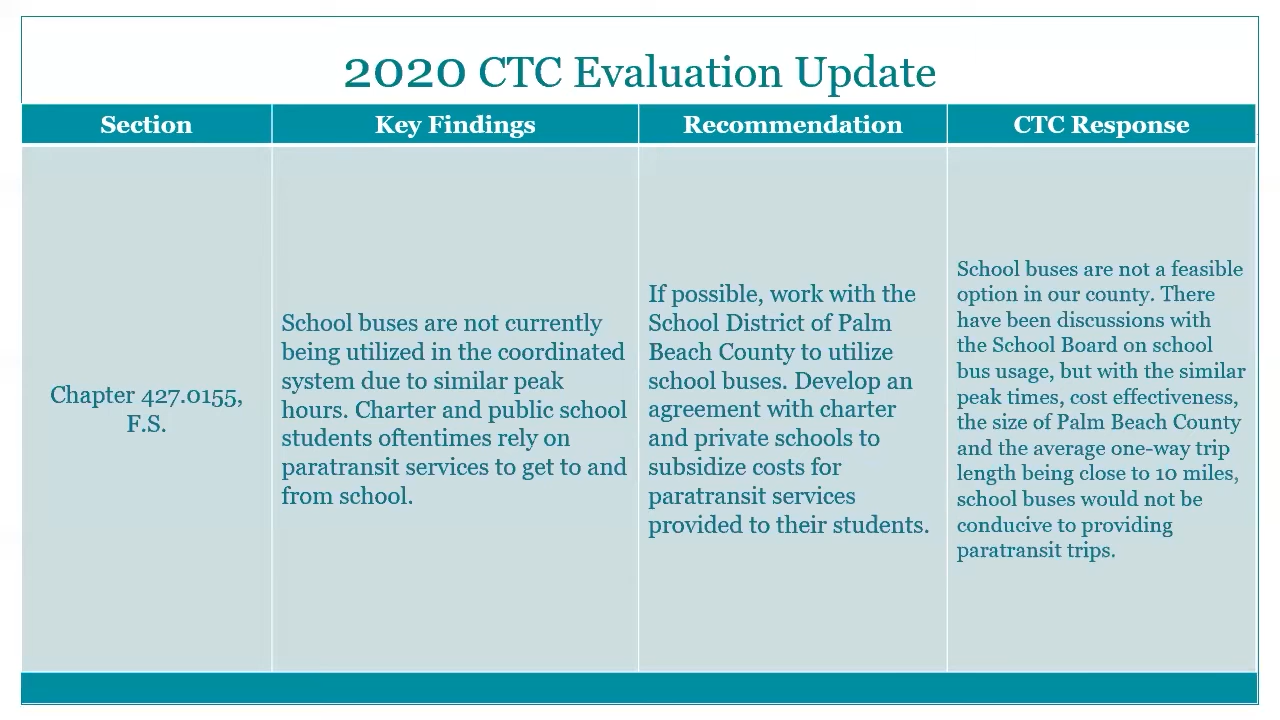 2020 CTC Evaluation Update
Section
Key Findings
Recommendation
CTC Response
Chapter 427.0155,
F.S.
School buses are not currently
being utilized in the coordinated
system due to similar peak
hours. Charter and public school
students oftentimes rely on
paratransit services to get to and
from school.
If possible, work with the
School District of Palm
Beach County to utilize
school buses. Develop an
agreement with charter
and private schools to
subsidize costs for
paratransit services
provided to their students.
School buses are not a feasible
option in our county. There
have been discussions with
the School Board on school
bus usage, but with the similar
peak times, cost effectiveness,
the size of Palm Beach County
and the average one-way trip
length being close to 10 miles,
school buses would not be
conducive to providing
paratransit trips.